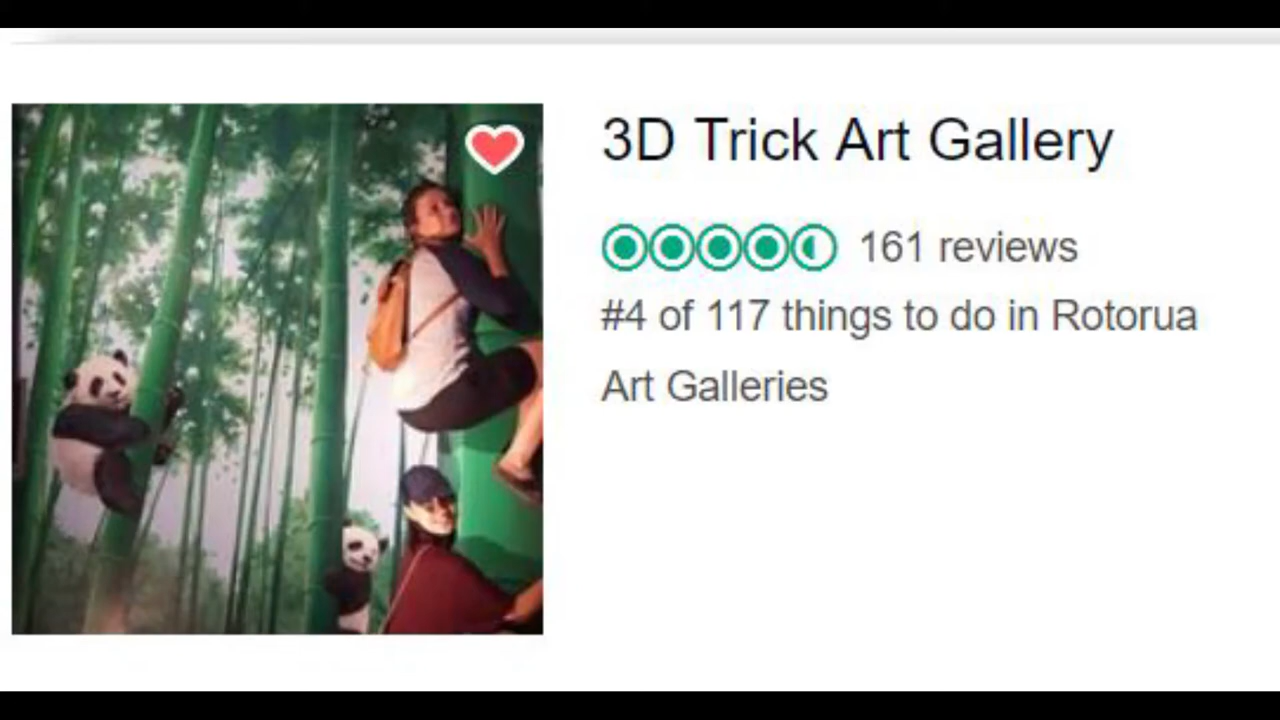 3D Trick Art Gallery
161 reviews
#4 of 117 things to do in Rotorua
Art Galleries